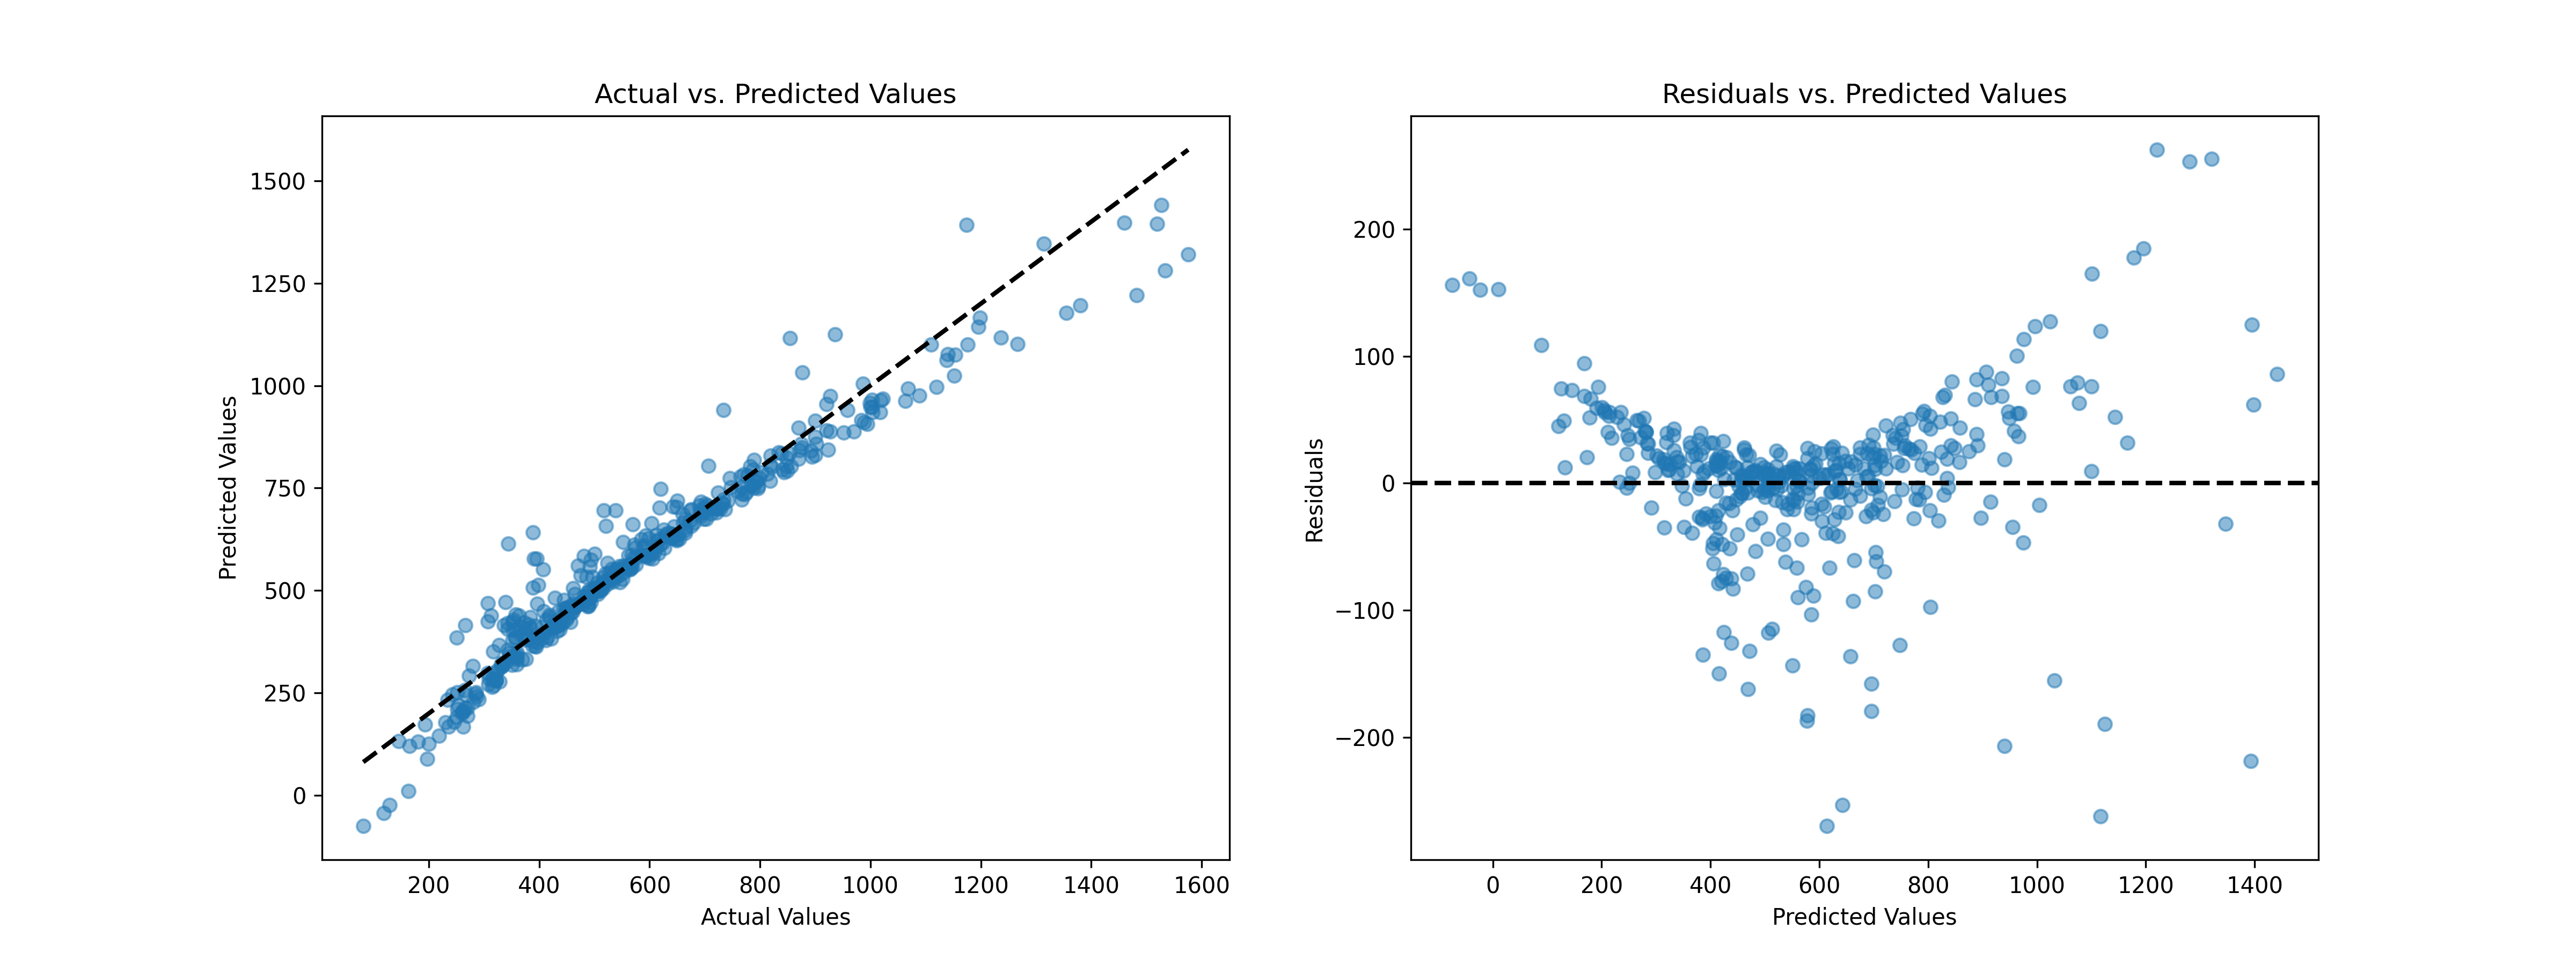 Actual vs. Predicted Values
1500
1250
1000
750
500
250
0
Predicted Values
200 400 600 800 1000 1200 1400 1600
Actual Values
Residuals vs. Predicted Values
200
100
0
−100
−200
Residuals
0 200 400 600 800 1000 1200 1400
Predicted Values